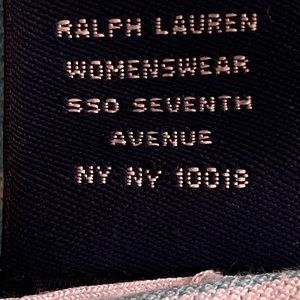 RALPH LAUREN
WOMENSWEAR
550 SEVENTH
AVENUE
NY NY 10018